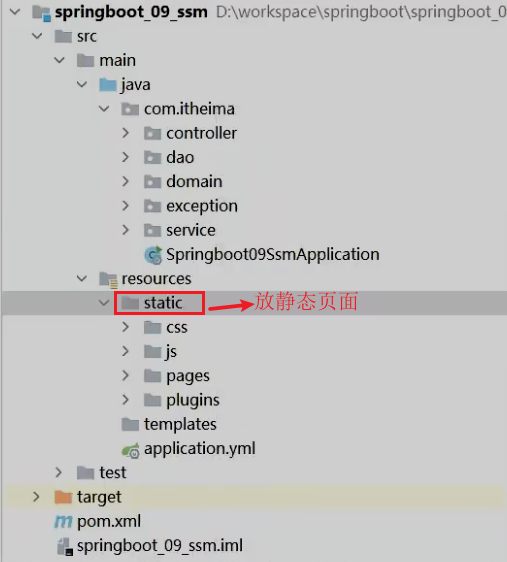 springboot_09_ssm D:\workspace\springboot\springboot_0
src
main
java
com.itheima
controller
dao
domain
exception
service
Springboot09SsmApplication
resources
static 放静态页面
css
js
pages
plugins
templates
application.yml
test
target
pom.xml
springboot_09_ssm.iml